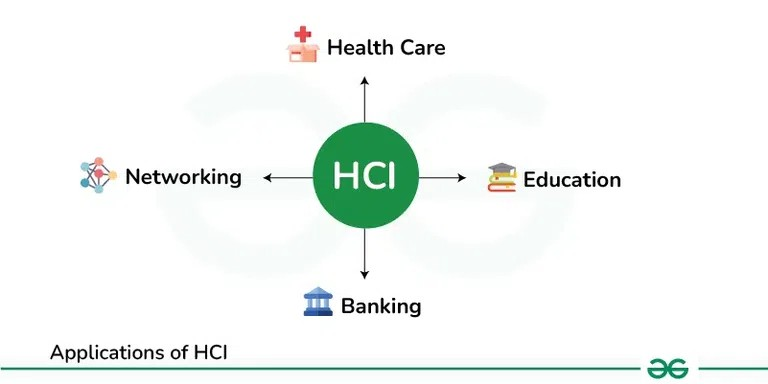 Health Care
Networking
HCI
Education
Banking
Applications of HCI